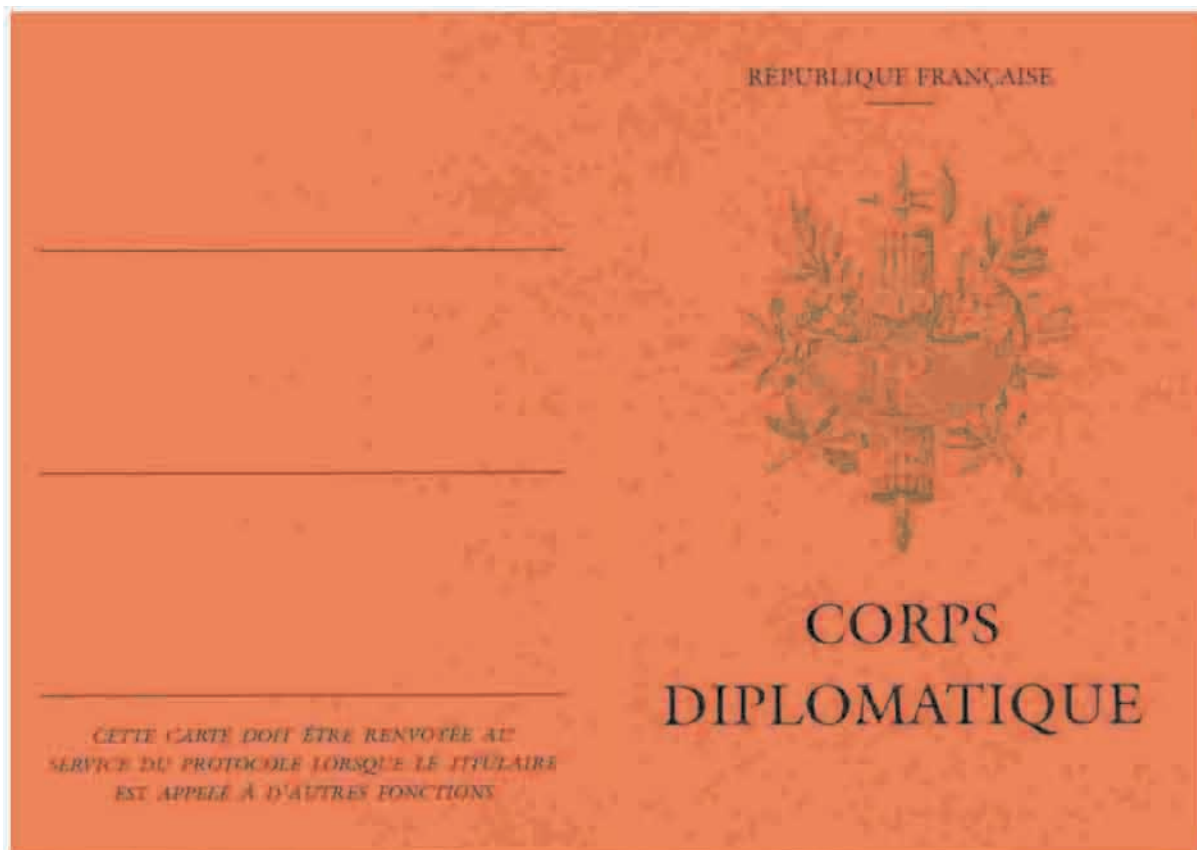 CETTE CARTE DOIT ÊTRE RENVOYÉE AU
SERVICE DU PROTOCOLE LORSQUE LE TITULAIRE
EST APPELÉ À D'AUTRES FONCTIONS
RÉPUBLIQUE FRANÇAISE
RF
CORPS
DIPLOMATIQUE